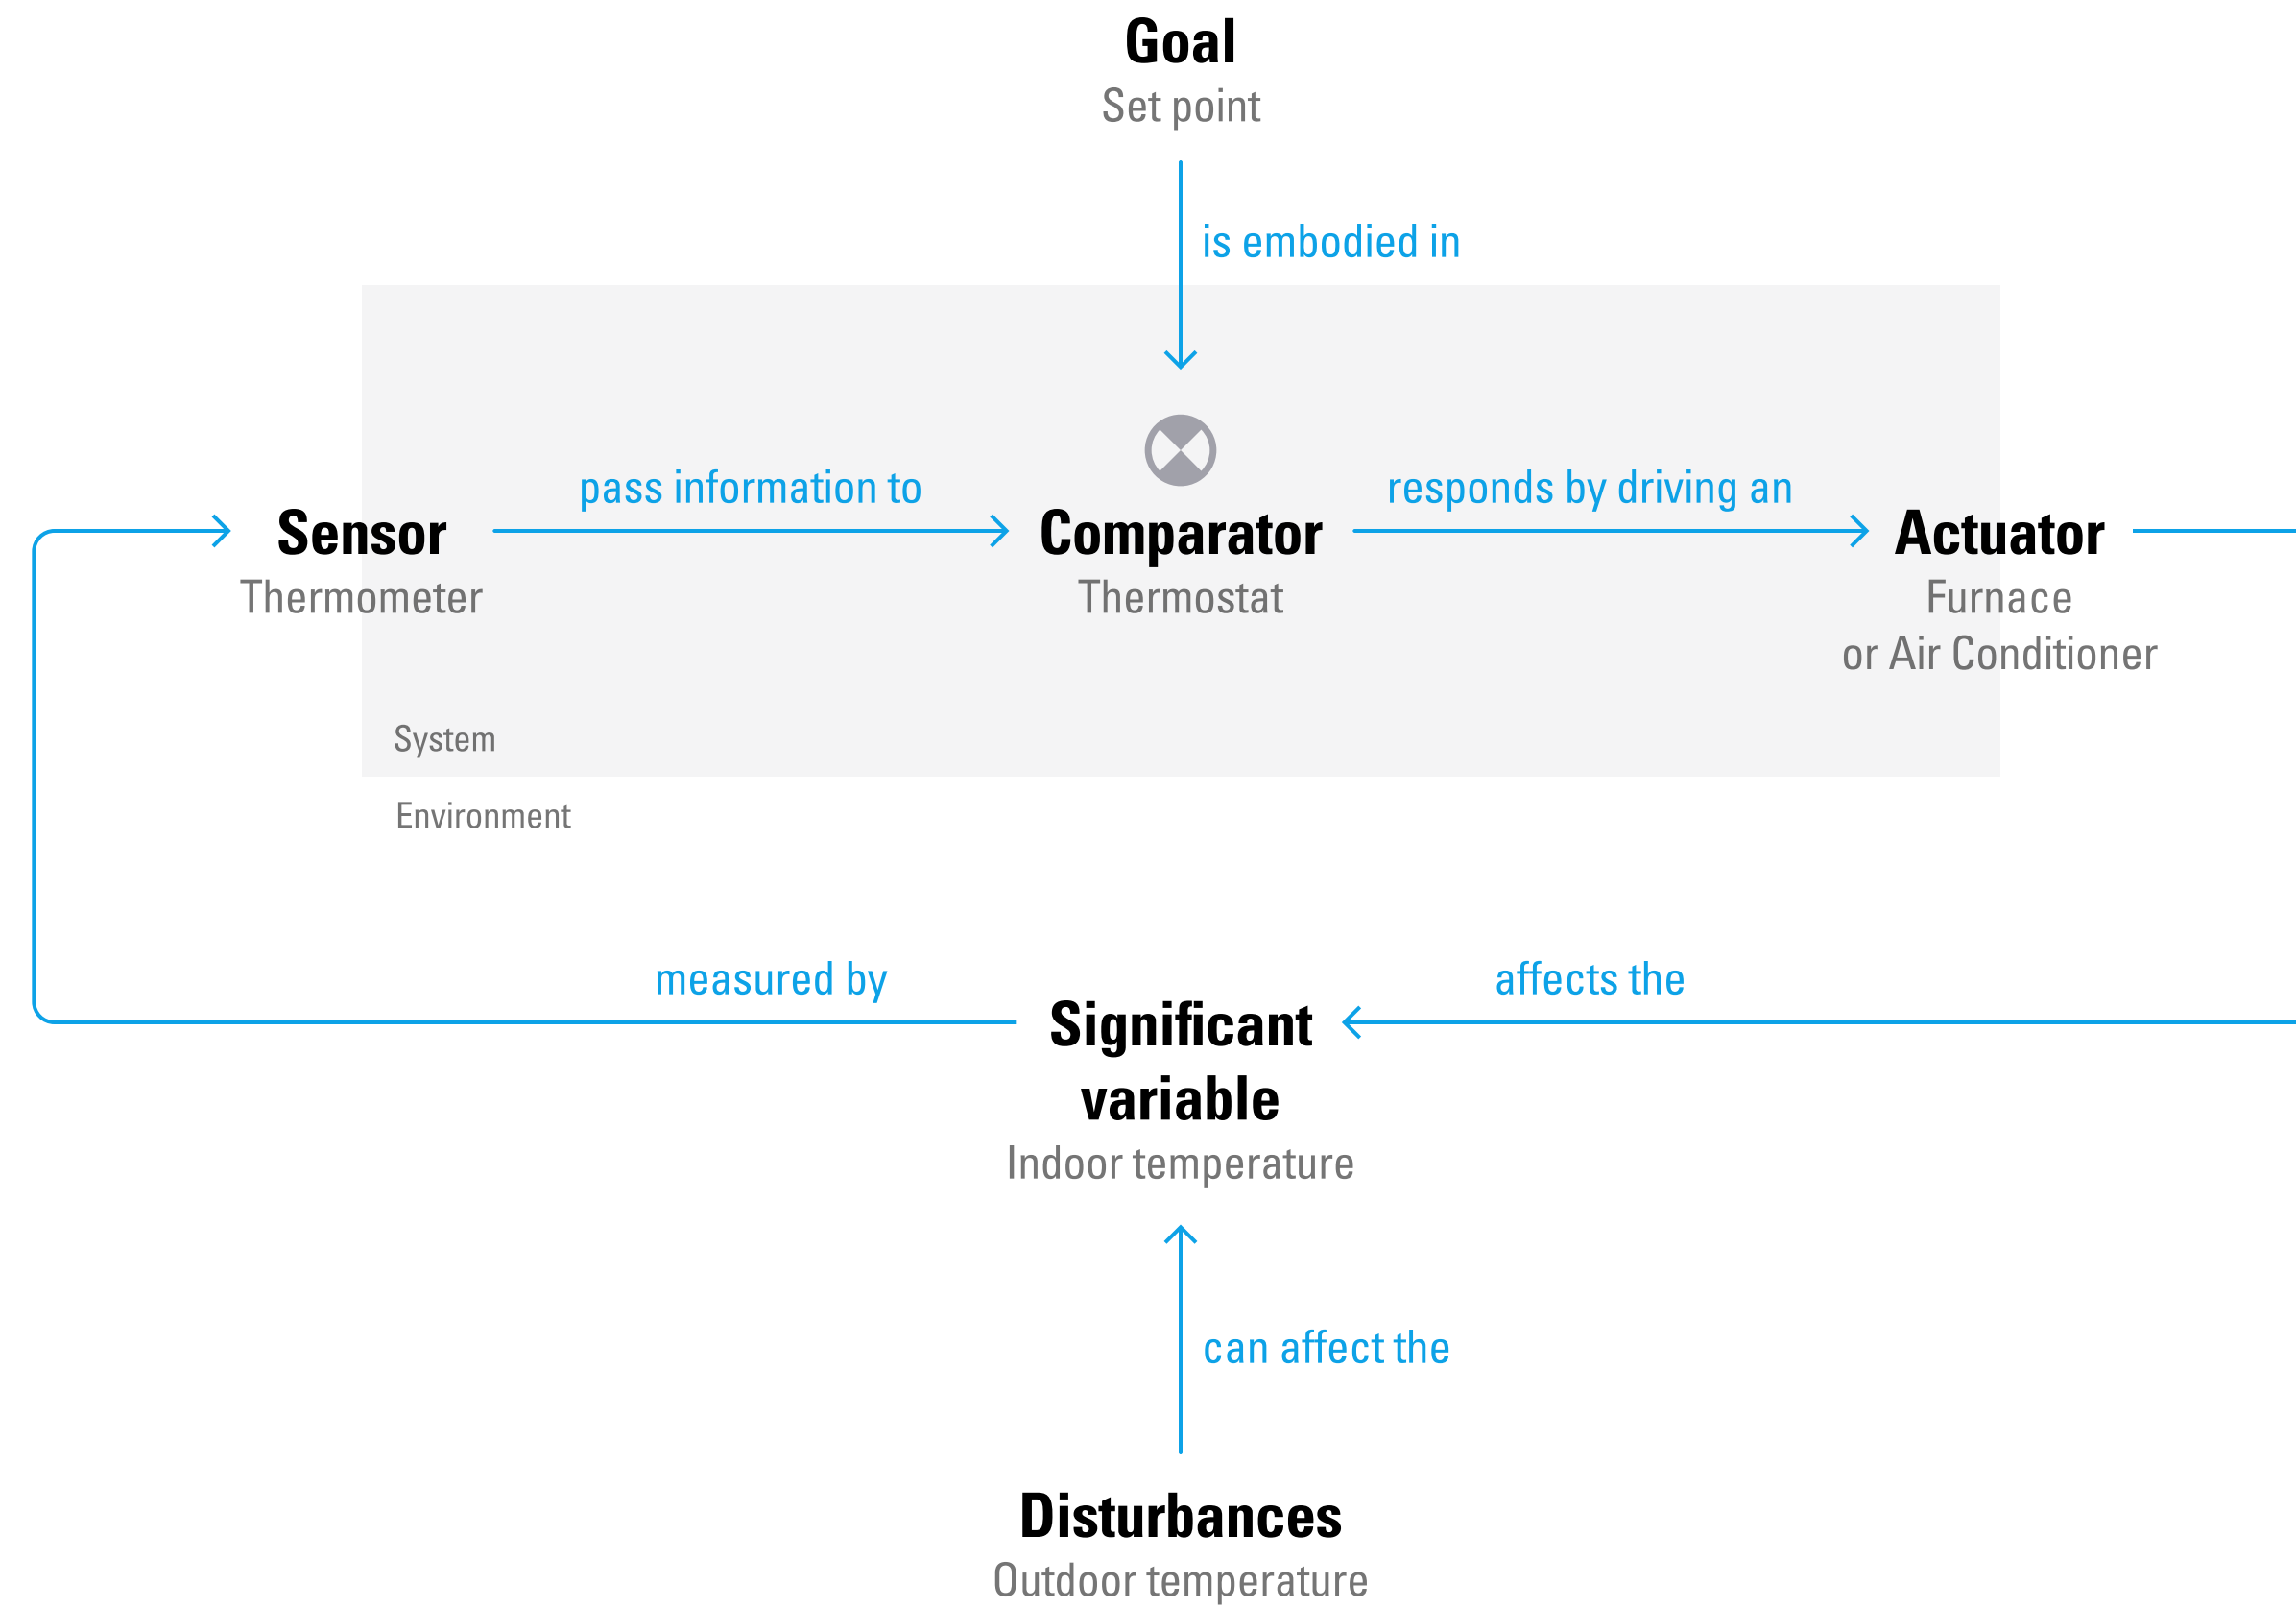 Goal
Set point
is embodied in
pass information to
responds by driving an
Sensor
Thermometer
Comparator
Thermostat
Actuator
Furnace
or Air Conditioner
System
Environment
measured by
affects the
Significant
variable
Indoor temperature
can affect the
Disturbances
Outdoor temperature